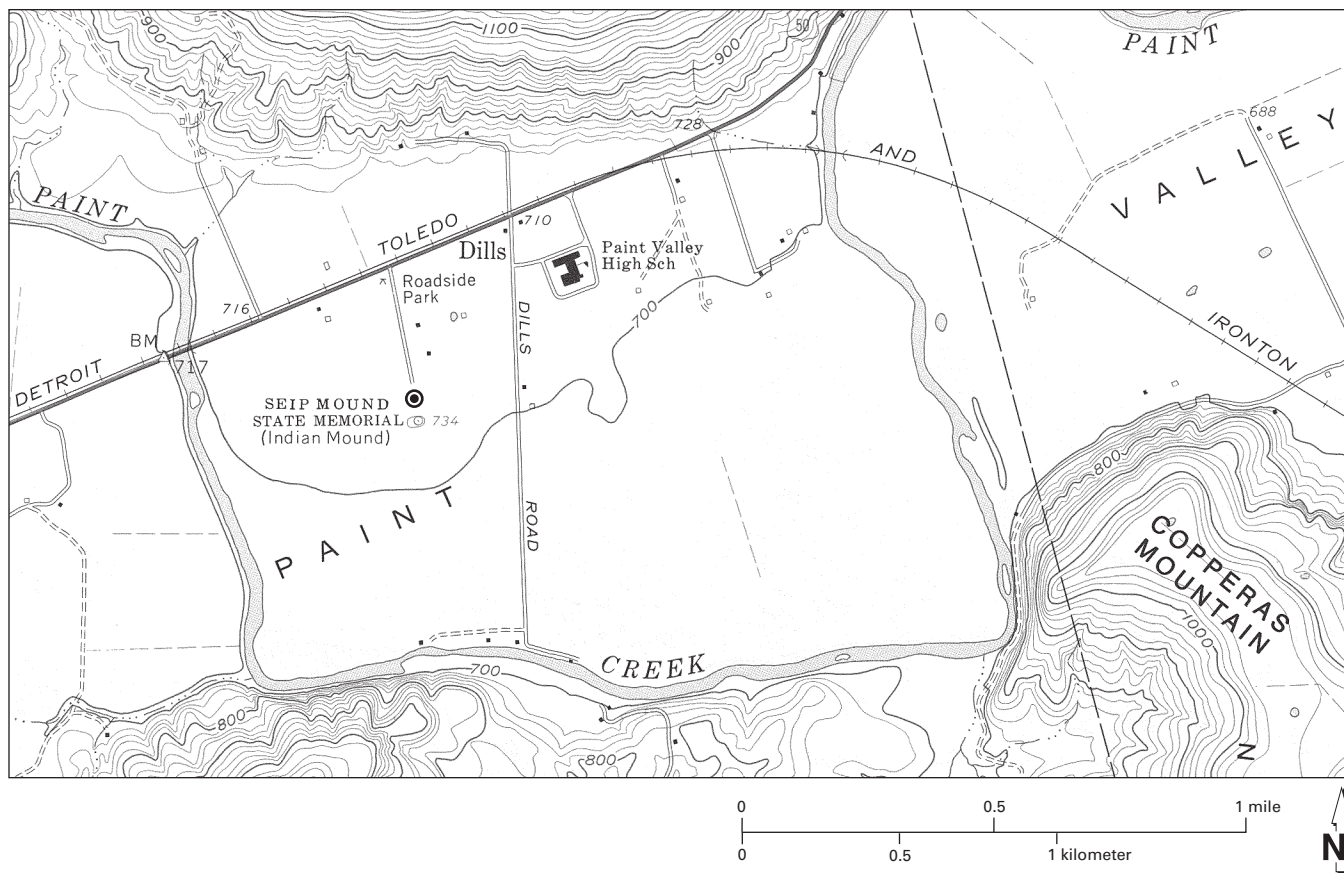 900
1100
50
900
PAINT
728
688
AND
VALLEY
PAINT
TOLEDO
710
Dills
Paint Valley
High Sch
Roadside
Park
716
700
DILLS
BM
717
IRONTON
DETROIT
SEIP MOUND
STATE MEMORIAL
734
(Indian Mound)
800
PAINT
ROAD
COPPERAS
MOUNTAIN
1000
CREEK
700
800
800
N
0
0.5
1 mile
0
0.5
1 kilometer
N